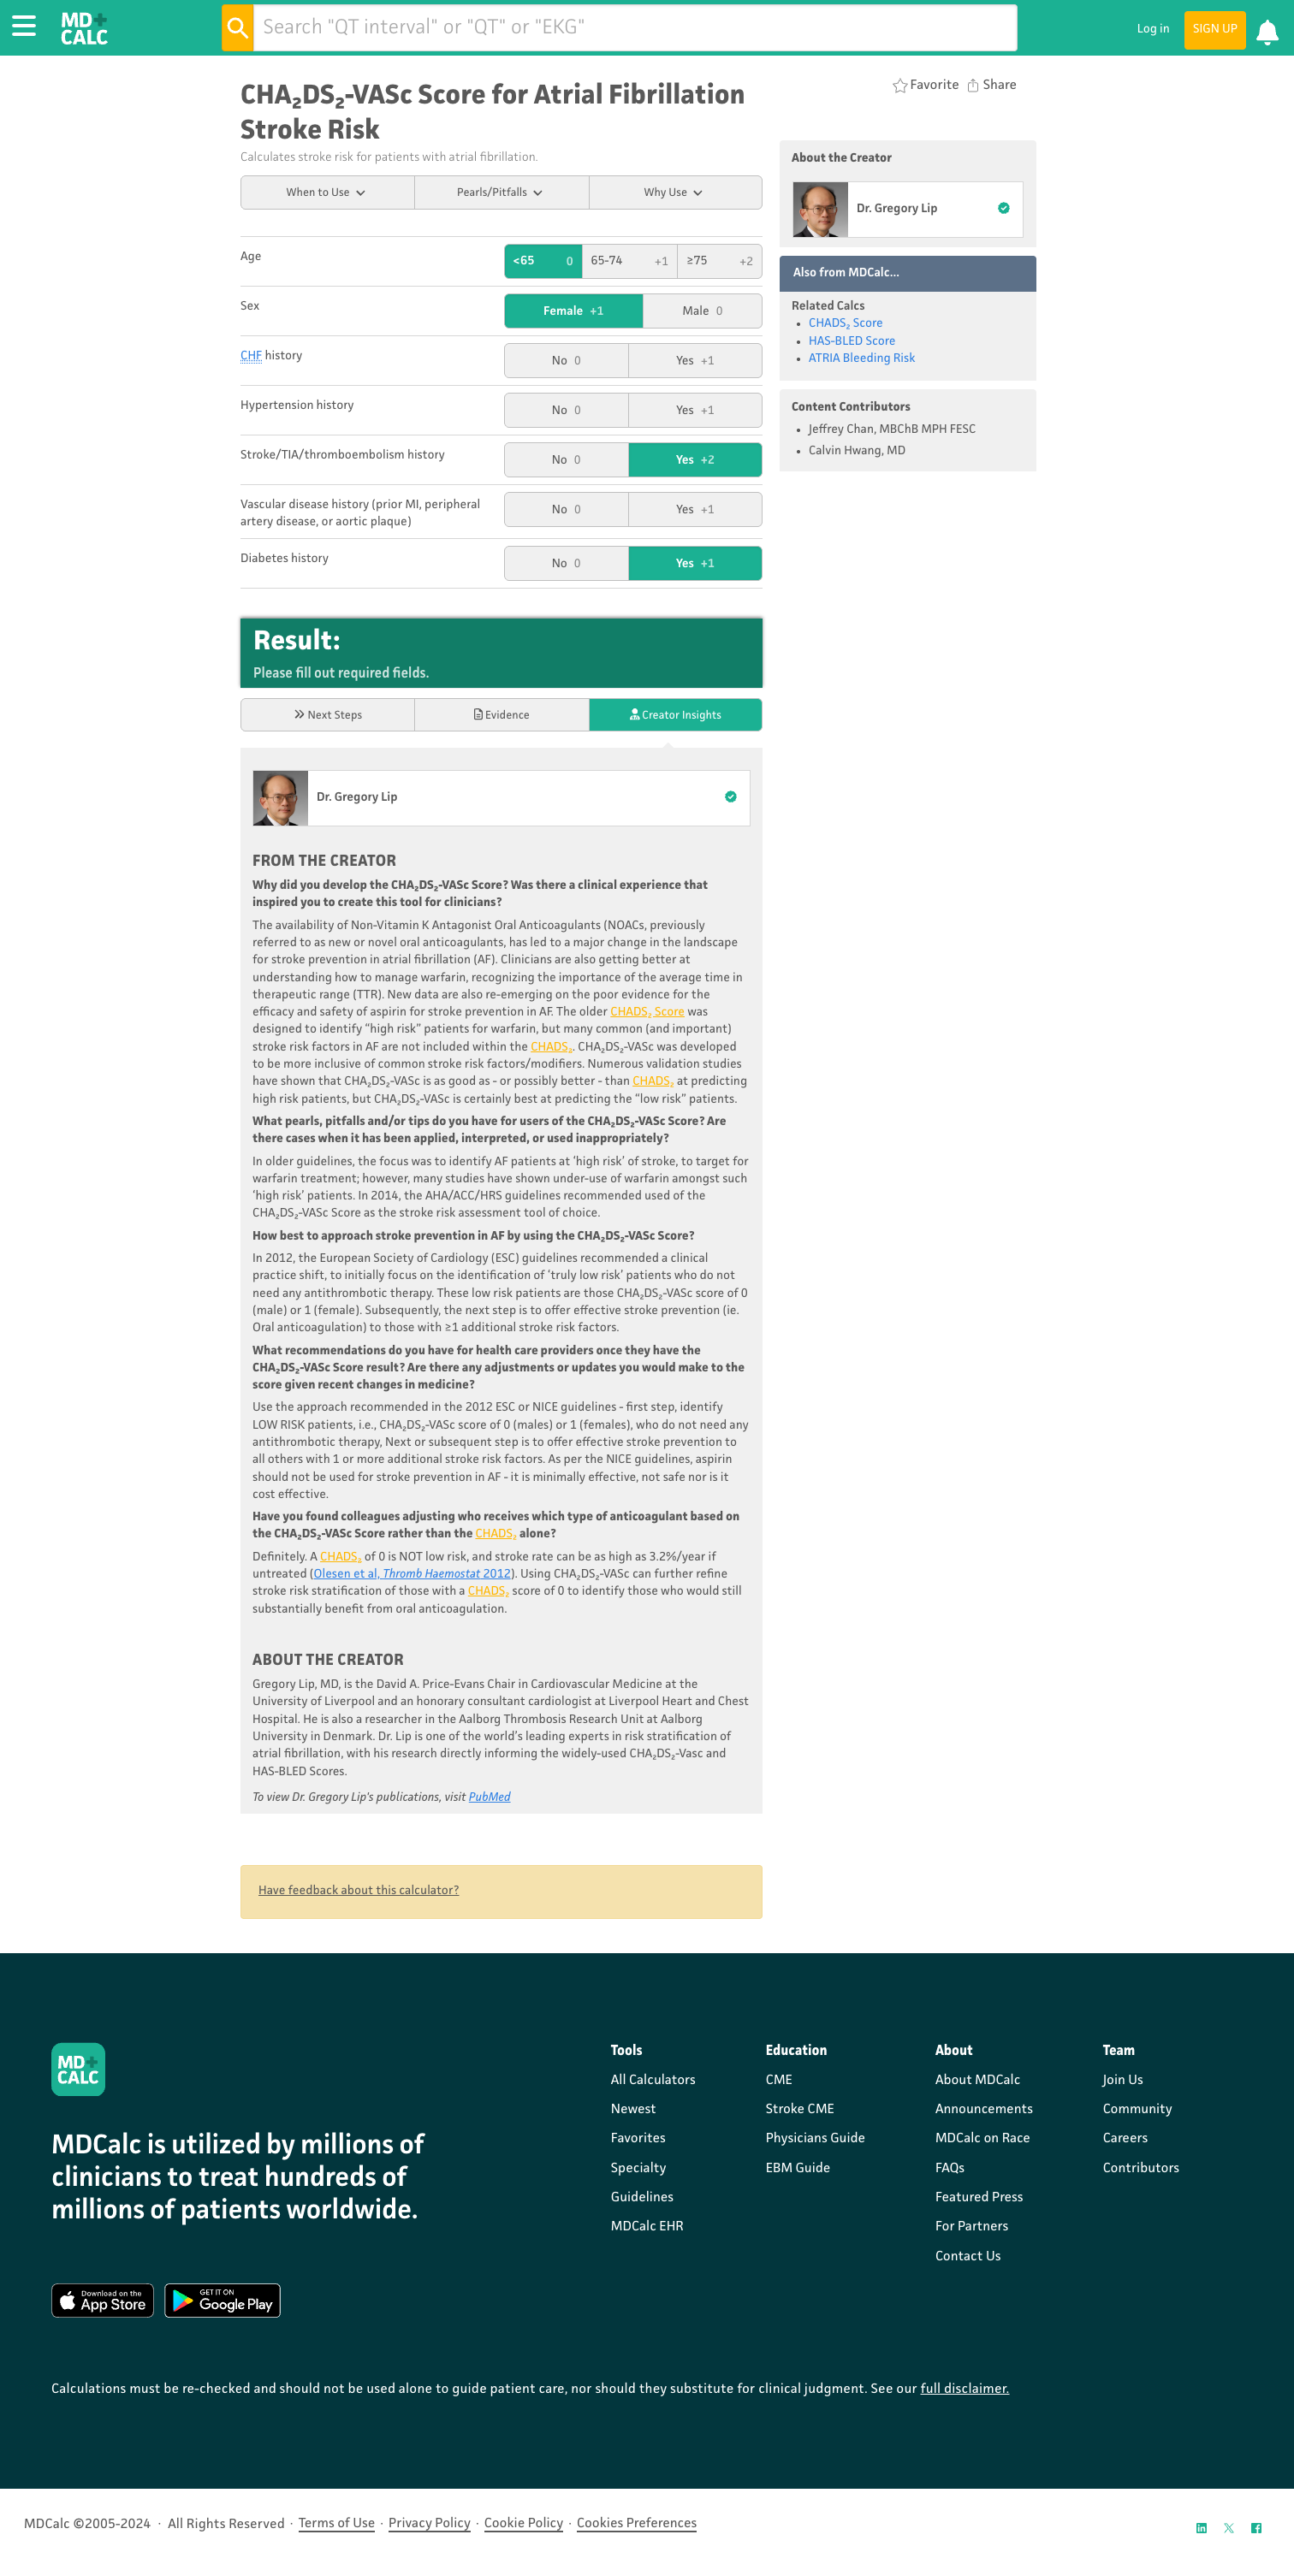 MD+
CALC
Search "QT interval" or "QT" or "EKG"
Log in
SIGN UP
CHA₂DS₂-VASc Score for Atrial Fibrillation
Stroke Risk
Calculates stroke risk for patients with atrial fibrillation.
Favorite
Share
When to Use
Pearls/Pitfalls
Why Use
Age
<65 0
65-74 +1
≥75 +2
Sex
Female +1
Male 0
CHF history
No 0
Yes +1
Hypertension history
No 0
Yes +1
Stroke/TIA/thromboembolism history
No 0
Yes +2
Vascular disease history (prior MI, peripheral
artery disease, or aortic plaque)
No 0
Yes +1
Diabetes history
No 0
Yes +1
Result:
Please fill out required fields.
Next Steps
Evidence
Creator Insights
Dr. Gregory Lip
FROM THE CREATOR
Why did you develop the CHA₂DS₂-VASc Score? Was there a clinical experience that
inspired you to create this tool for clinicians?
The availability of Non-Vitamin K Antagonist Oral Anticoagulants (NOACs, previously
referred to as new or novel oral anticoagulants, has led to a major change in the landscape
for stroke prevention in atrial fibrillation (AF). Clinicians are also getting better at
understanding how to manage warfarin, recognizing the importance of the average time in
therapeutic range (TTR). New data are also re-emerging on the poor evidence for the
efficacy and safety of aspirin for stroke prevention in AF. The older CHADS₂ Score was
designed to identify "high risk" patients for warfarin, but many common (and important)
stroke risk factors in AF are not included within the CHADS₂. CHA₂DS₂-VASc was developed
to be more inclusive of common stroke risk factors/modifiers. Numerous validation studies
have shown that CHA₂DS₂-VASc is as good as - or possibly better - than CHADS₂ at predicting
high risk patients, but CHA₂DS₂-VASc is certainly best at predicting the "low risk" patients.
What pearls, pitfalls and/or tips do you have for users of the CHA₂DS₂-VASc Score? Are
there cases when it has been applied, interpreted, or used inappropriately?
In older guidelines, the focus was to identify AF patients at 'high risk' of stroke, to target for
warfarin treatment; however, many studies have shown under-use of warfarin amongst such
'high risk' patients. In 2014, the AHA/ACC/HRS guidelines recommended used of the
CHA₂DS₂-VASc Score as the stroke risk assessment tool of choice.
How best to approach stroke prevention in AF by using the CHA₂DS₂-VASc Score?
In 2012, the European Society of Cardiology (ESC) guidelines recommended a clinical
practice shift, to initially focus on the identification of 'truly low risk' patients who do not
need any antithrombotic therapy. These low risk patients are those CHA₂DS₂-VASc score of 0
(male) or 1 (female). Subsequently, the next step is to offer effective stroke prevention (ie.
Oral anticoagulation) to those with ≥1 additional stroke risk factors.
What recommendations do you have for health care providers once they have the
CHA₂DS₂-VASc Score result? Are there any adjustments or updates you would make to the
score given recent changes in medicine?
Use the approach recommended in the 2012 ESC or NICE guidelines - first step, identify
LOW RISK patients, i.e., CHA₂DS₂-VASc score of 0 (males) or 1 (females), who do not need any
antithrombotic therapy, Next or subsequent step is to offer effective stroke prevention to
all others with 1 or more additional stroke risk factors. As per the NICE guidelines, aspirin
should not be used for stroke prevention in AF - it is minimally effective, not safe nor is it
cost effective.
Have you found colleagues adjusting who receives which type of anticoagulant based on
the CHA₂DS₂-VASc Score rather than the CHADS₂ alone?
Definitely. A CHADS₂ of 0 is NOT low risk, and stroke rate can be as high as 3.2%/year if
untreated (Olesen et al, Thromb Haemostat 2012). Using CHA₂DS₂-VASc can further refine
stroke risk stratification of those with a CHADS₂ score of 0 to identify those who would still
substantially benefit from oral anticoagulation.
ABOUT THE CREATOR
Gregory Lip, MD, is the David A. Price-Evans Chair in Cardiovascular Medicine at the
University of Liverpool and an honorary consultant cardiologist at Liverpool Heart and Chest
Hospital. He is also a researcher in the Aalborg Thrombosis Research Unit at Aalborg
University in Denmark. Dr. Lip is one of the world's leading experts in risk stratification of
atrial fibrillation, with his research directly informing the widely-used CHA₂DS₂-Vasc and
HAS-BLED Scores.
To view Dr. Gregory Lip's publications, visit PubMed
Have feedback about this calculator?
About the Creator
Dr. Gregory Lip
Also from MDCalc...
Related Calcs
CHADS₂ Score
HAS-BLED Score
ATRIA Bleeding Risk
Content Contributors
Jeffrey Chan, MBChB MPH FESC
Calvin Hwang, MD
MD+
CALC
MDCalc is utilized by millions of
clinicians to treat hundreds of
millions of patients worldwide.
Download on the
App Store
GET IT ON
Google Play
Tools
All Calculators
Newest
Favorites
Specialty
Guidelines
MDCalc EHR
Education
CME
Stroke CME
Physicians Guide
EBM Guide
About
About MDCalc
Announcements
MDCalc on Race
FAQs
Featured Press
For Partners
Contact Us
Team
Join Us
Community
Careers
Contributors
Calculations must be re-checked and should not be used alone to guide patient care, nor should they substitute for clinical judgment. See our full disclaimer.
MDCalc ©2005-2024 · All Rights Reserved · Terms of Use · Privacy Policy · Cookie Policy · Cookies Preferences